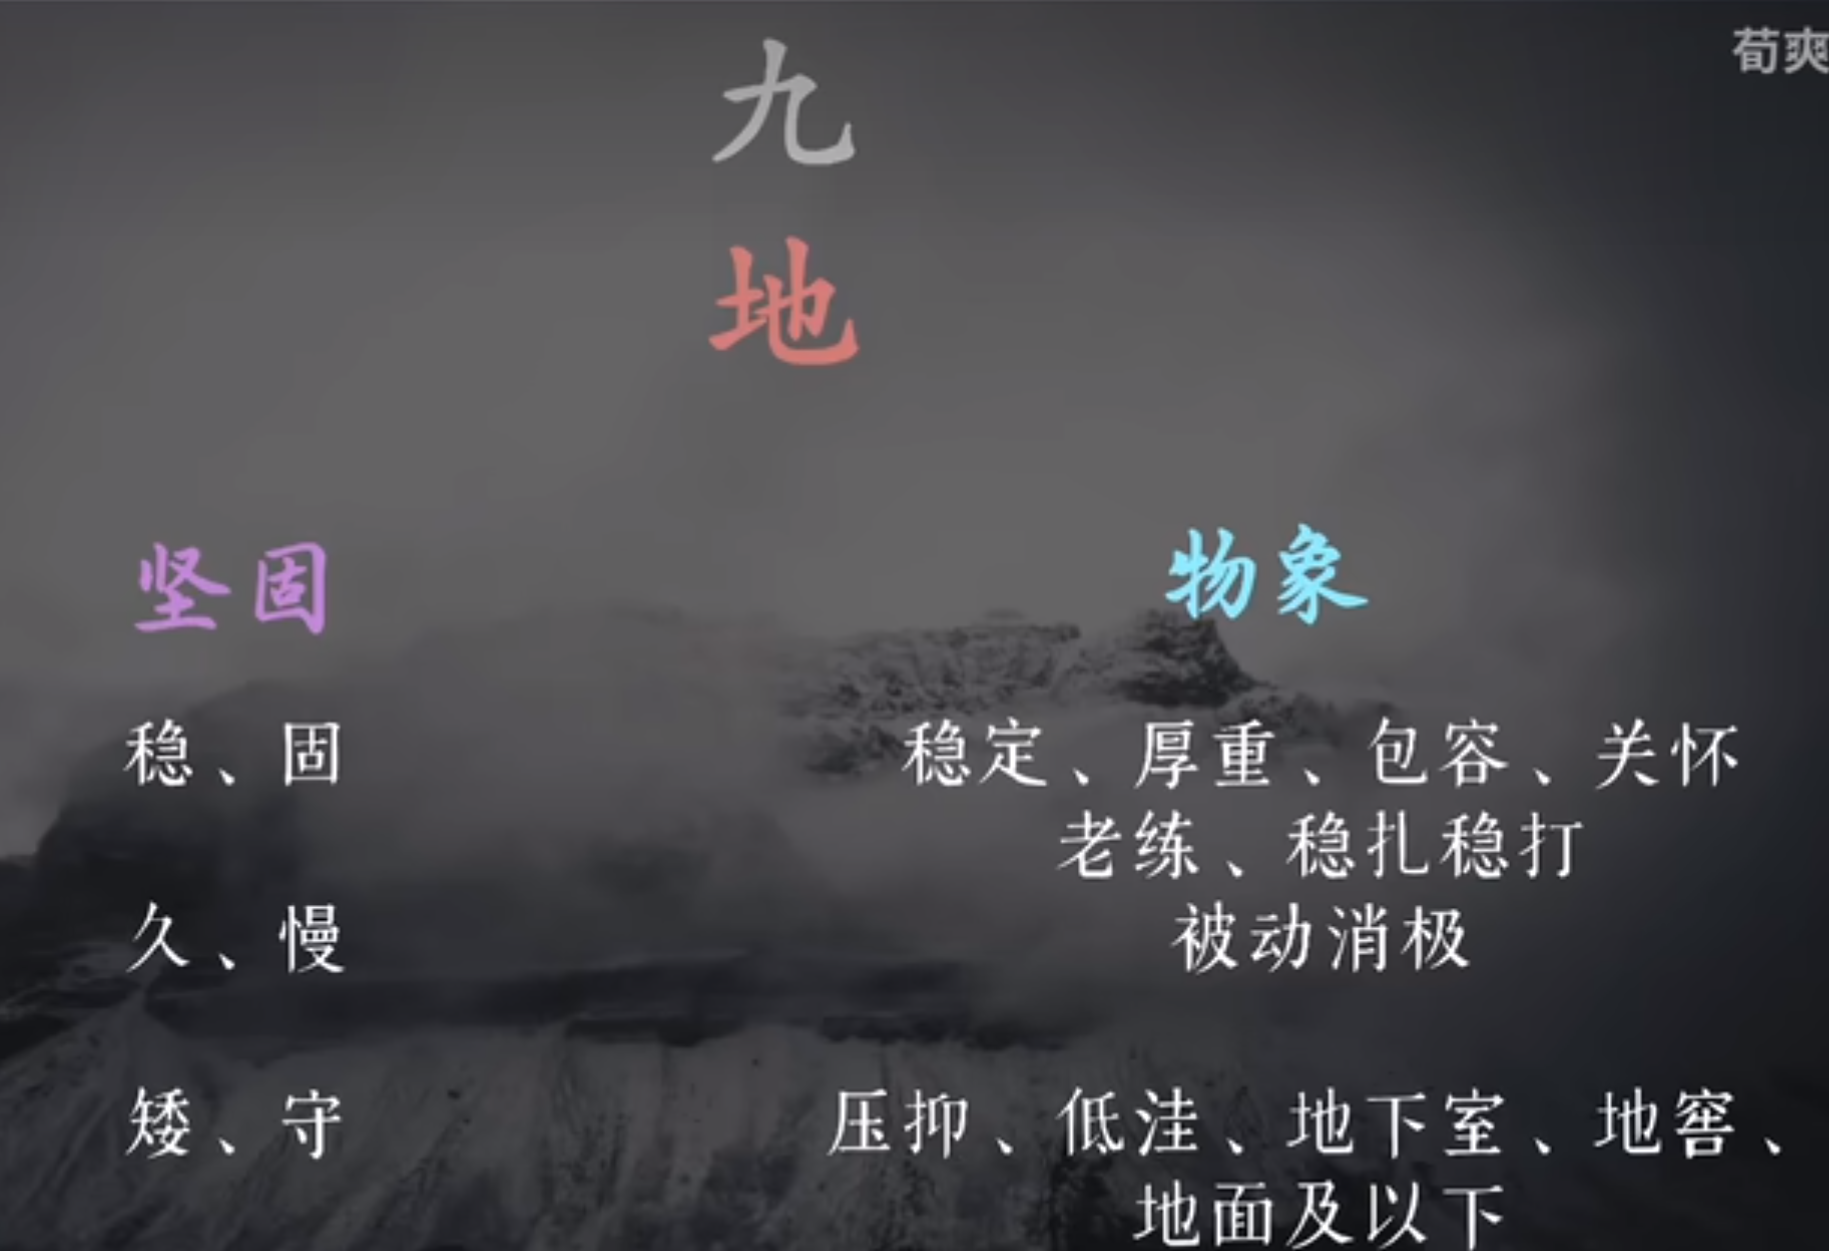 荀爽
九
地
坚固
物象
稳、固
稳定、厚重、包容、关怀
老练、稳扎稳打
久、慢
被动消极
矮、守
压抑、低洼、地下室、地窖、
地面及以下